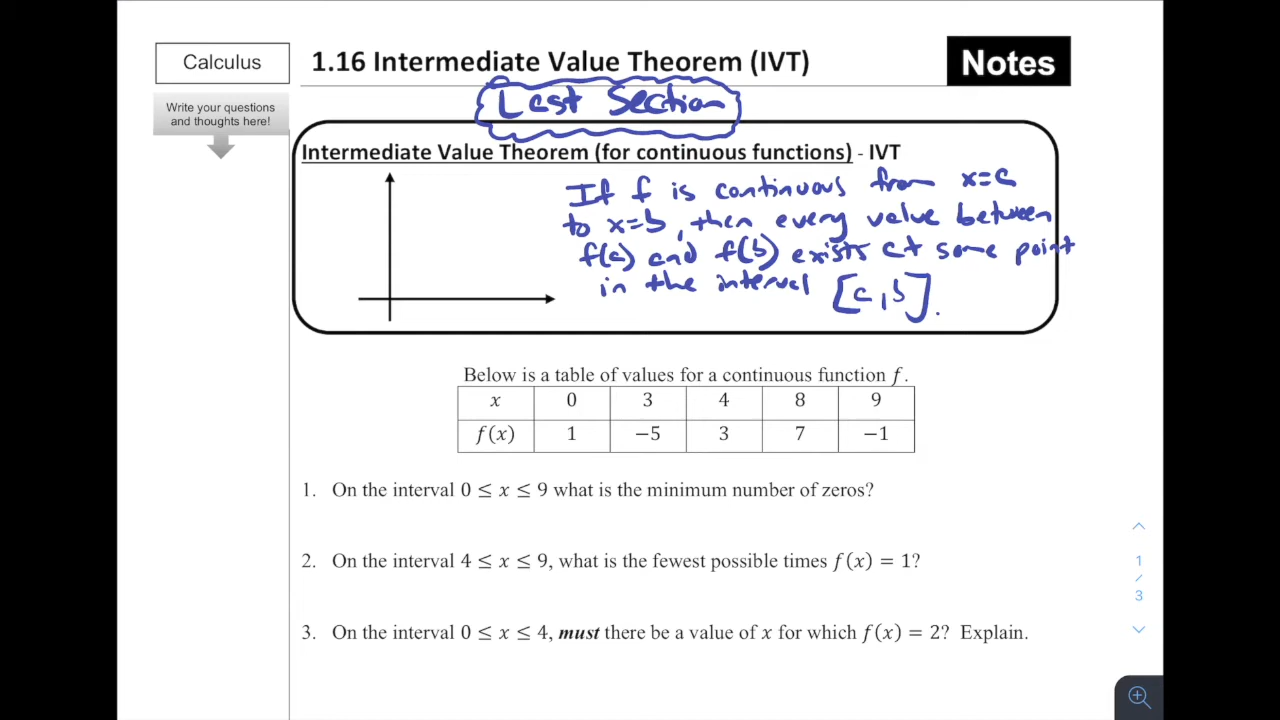 Calculus
1.16 Intermediate Value Theorem (IVT)
Notes
Write your questions
and thoughts here!
Last Section
Intermediate Value Theorem (for continuous functions) - IVT
If f is continuous from x=a
to x=b, then every value between
f(a) and f(b) exists at some point
in the interval [a,b].
Below is a table of values for a continuous function f.
x 0 3 4 8 9
f(x) 1 −5 3 7 −1
1. On the interval 0 ≤ x ≤ 9 what is the minimum number of zeros?
2. On the interval 4 ≤ x ≤ 9, what is the fewest possible times f(x) = 1?
3. On the interval 0 ≤ x ≤ 4, must there be a value of x for which f(x) = 2? Explain.
1
/
3